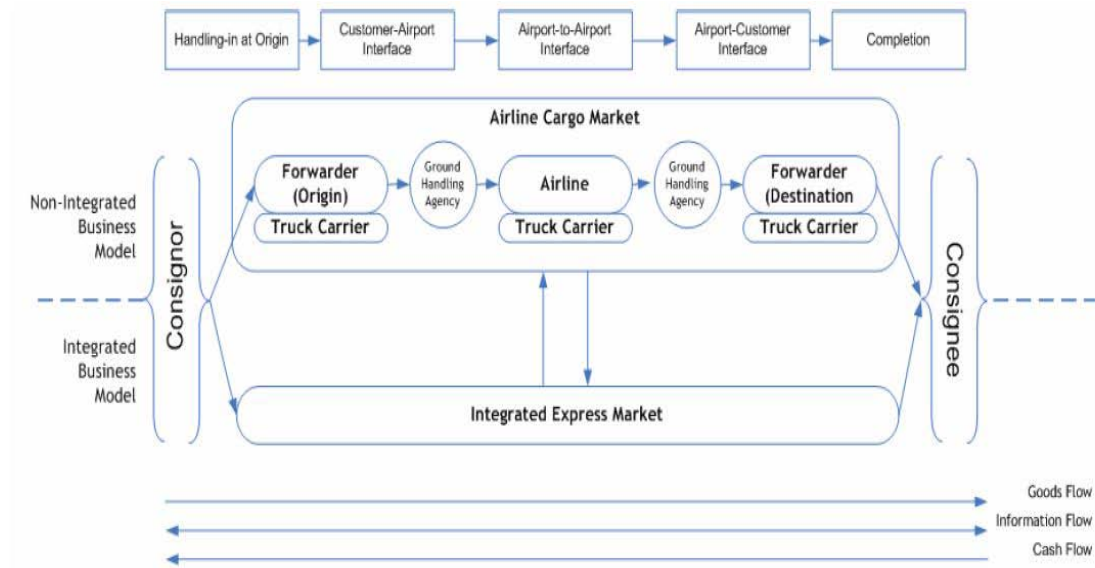 Handling-in at Origin
Customer-Airport
Interface
Airport-to-Airport
Interface
Airport-Customer
Interface
Completion
Airline Cargo Market
Forwarder
(Origin)
Truck Carrier
Ground
Handling
Agency
Airline
Truck Carrier
Ground
Handling
Agency
Forwarder
(Destination
Truck Carrier
Non-Integrated
Business
Model
Consignor
Consignee
Integrated
Business
Model
Integrated Express Market
Goods Flow
Information Flow
Cash Flow